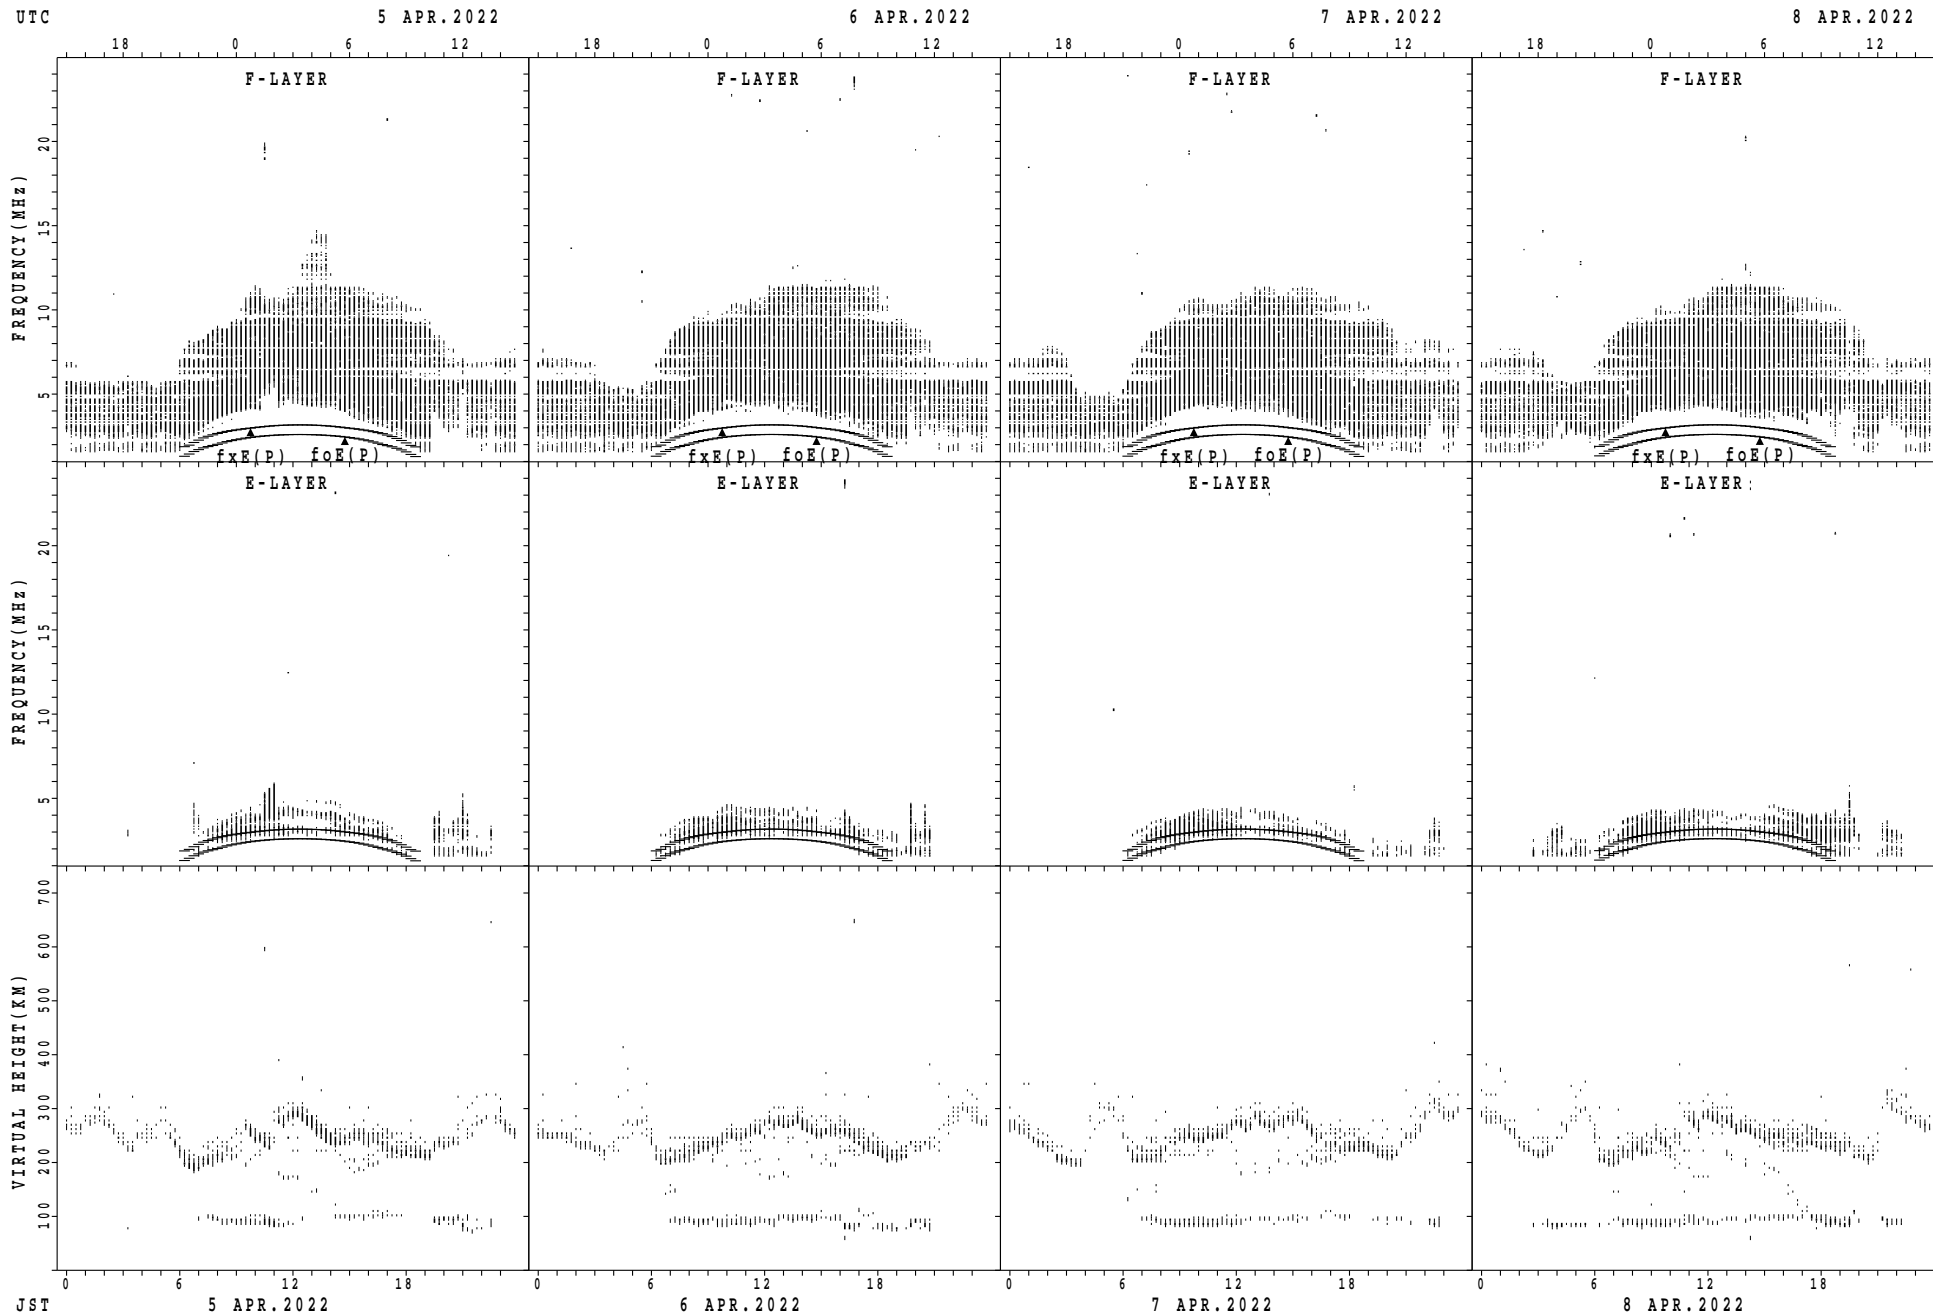 UTC 5 APR.2022 6 APR.2022 7 APR.2022 8 APR.2022
18 0 6 12 18 0 6 12 18 0 6 12 18 0 6 12
F-LAYER F-LAYER F-LAYER F-LAYER
FREQUENCY(MHz)
20
15
10
5
fxE(P) foE(P) fxE(P) foE(P) fxE(P) foE(P) fxE(P) foE(P)
E-LAYER E-LAYER E-LAYER E-LAYER
FREQUENCY(MHz)
20
15
10
5
VIRTUAL HEIGHT(KM)
700
600
500
400
300
200
100
0 6 12 18 0 6 12 18 0 6 12 18 0 6 12 18
JST 5 APR.2022 6 APR.2022 7 APR.2022 8 APR.2022